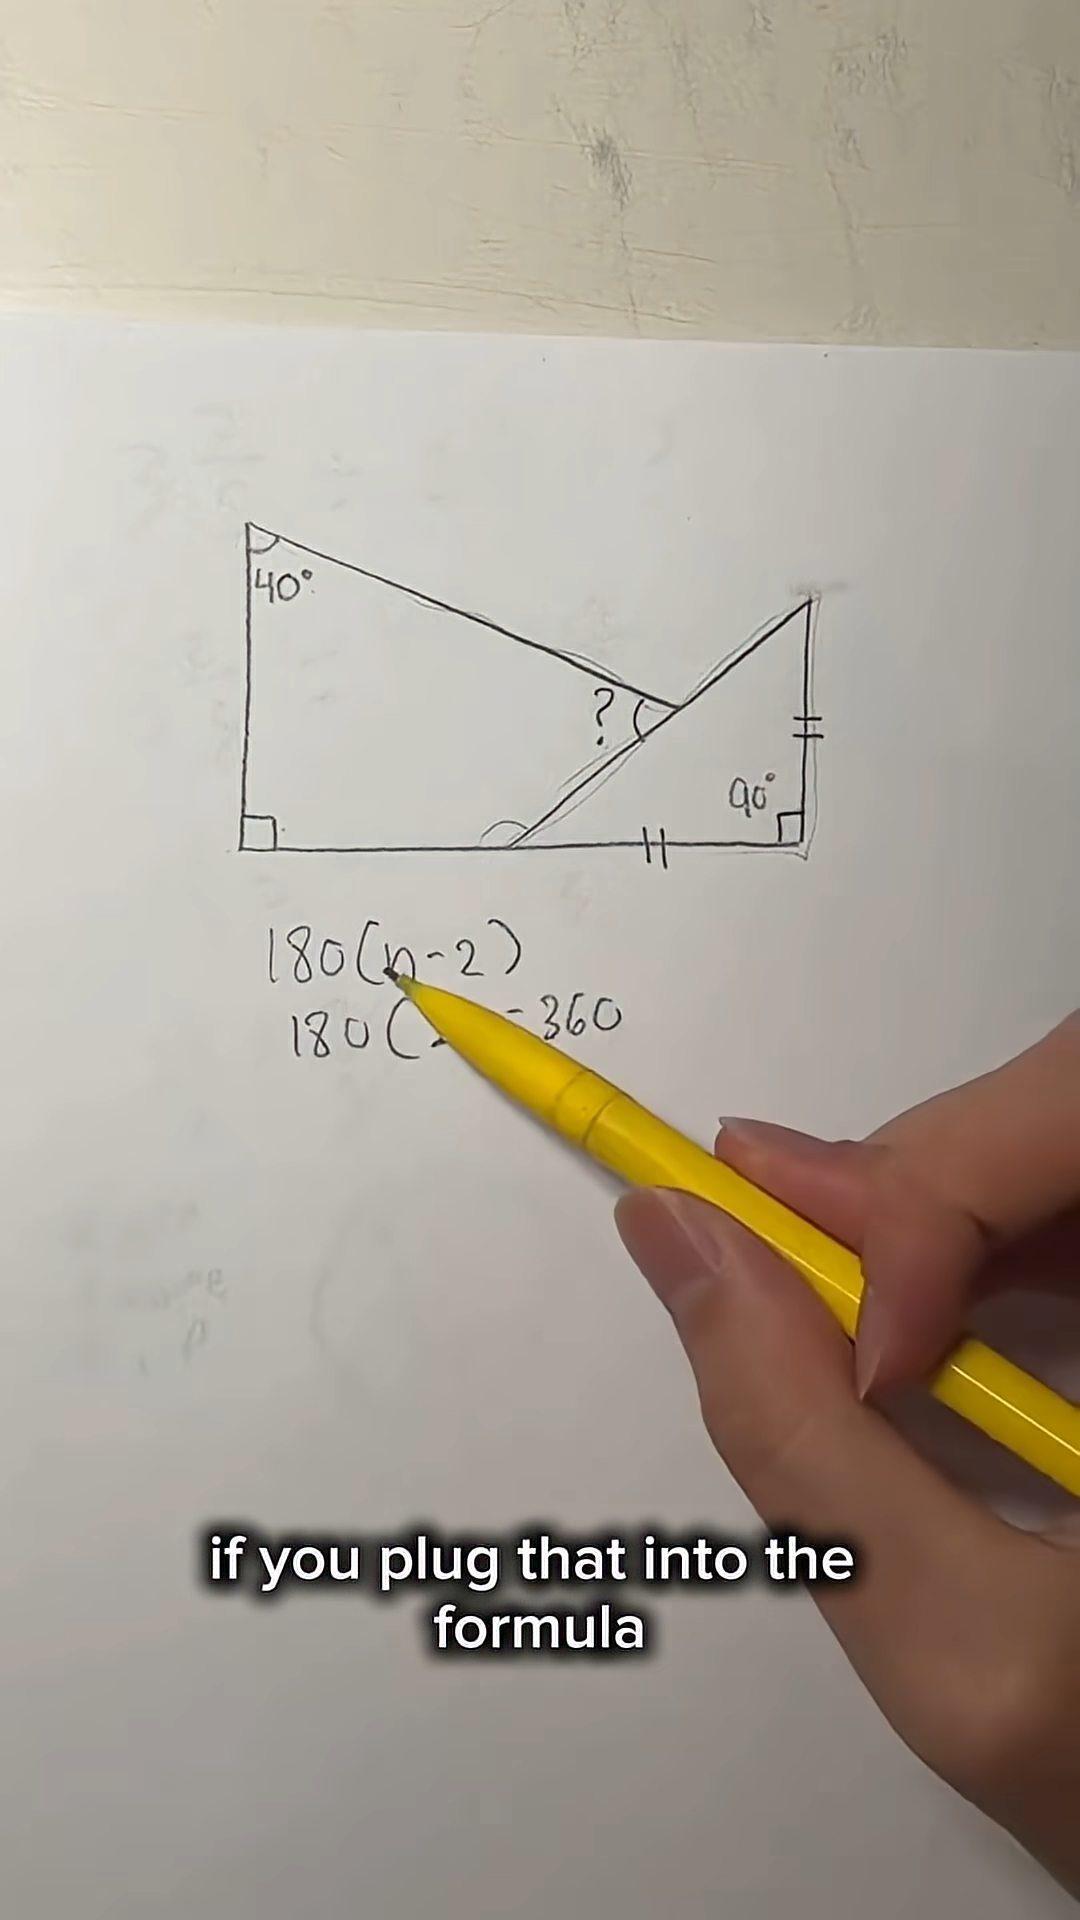 40°
?
90°
180(n-2)
180( = 360
if you plug that into the
formula